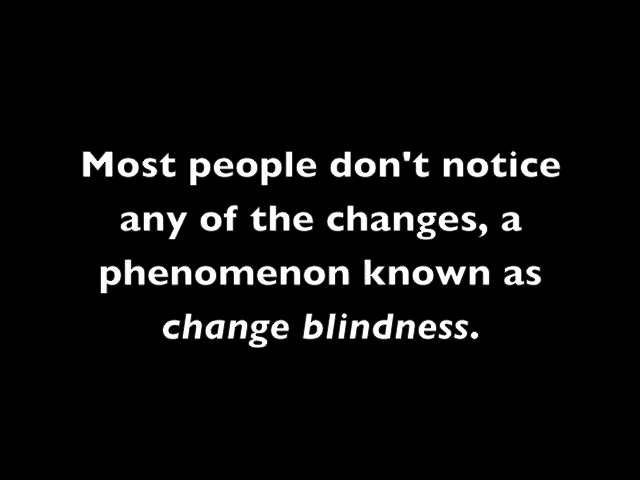 Most people don't notice
any of the changes, a
phenomenon known as
change blindness.